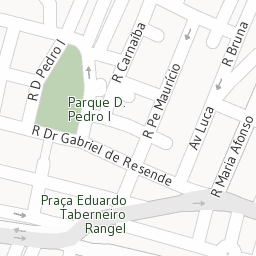 R D Pedro I
R Carnaíba
R Pe Maurício
R Bruna
Av Luca
R Maria Afonso
Parque D.
Pedro I
R Dr Gabriel de Resende
Praça Eduardo
Taberneiro
Rangel